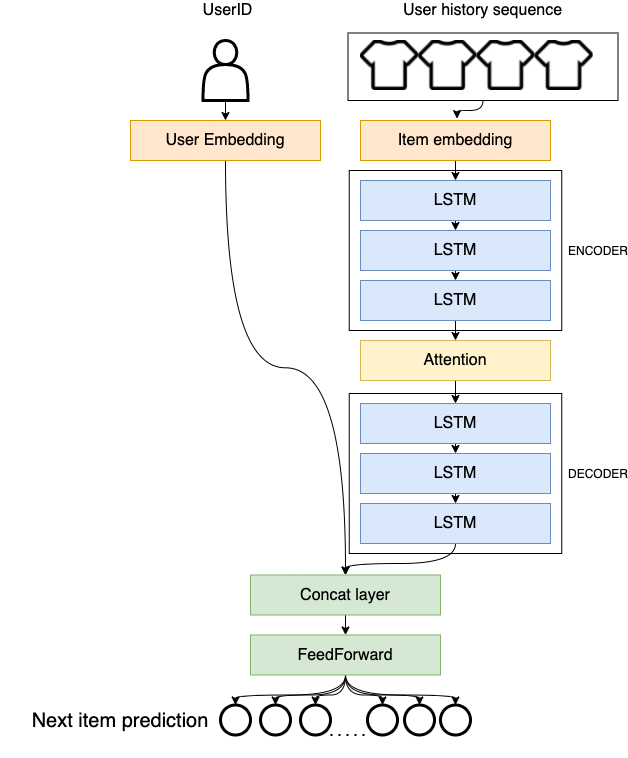 UserID
User history sequence
User Embedding
Item embedding
LSTM
LSTM
ENCODER
LSTM
Attention
LSTM
LSTM
DECODER
LSTM
Concat layer
FeedForward
Next item prediction
.....